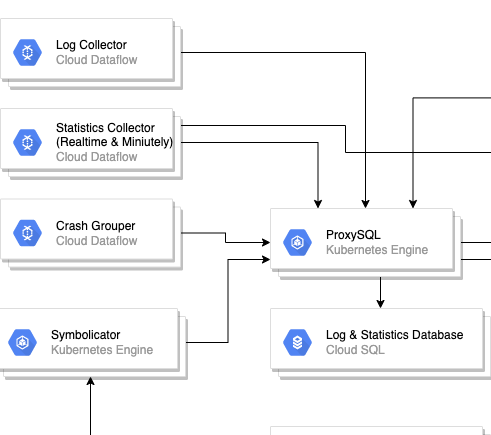 Log Collector
Cloud Dataflow
Statistics Collector
(Realtime & Miniutely)
Cloud Dataflow
Crash Grouper
Cloud Dataflow
ProxySQL
Kubernetes Engine
Symbolicator
Kubernetes Engine
Log & Statistics Database
Cloud SQL